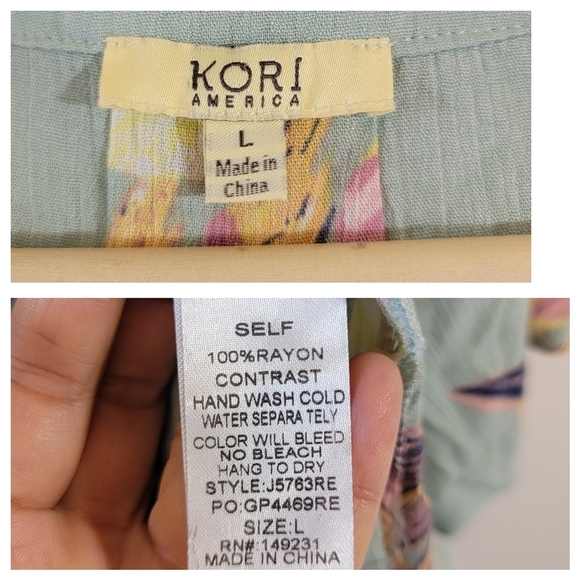 KORI
AMERICA
L
Made in
China
SELF
100%RAYON
CONTRAST
HAND WASH COLD
WATER SEPARA TELY
COLOR WILL BLEED
NO BLEACH
HANG TO DRY
STYLE:J5763RE
PO:GP4469RE
SIZE:L
RN#:149231
MADE IN CHINA